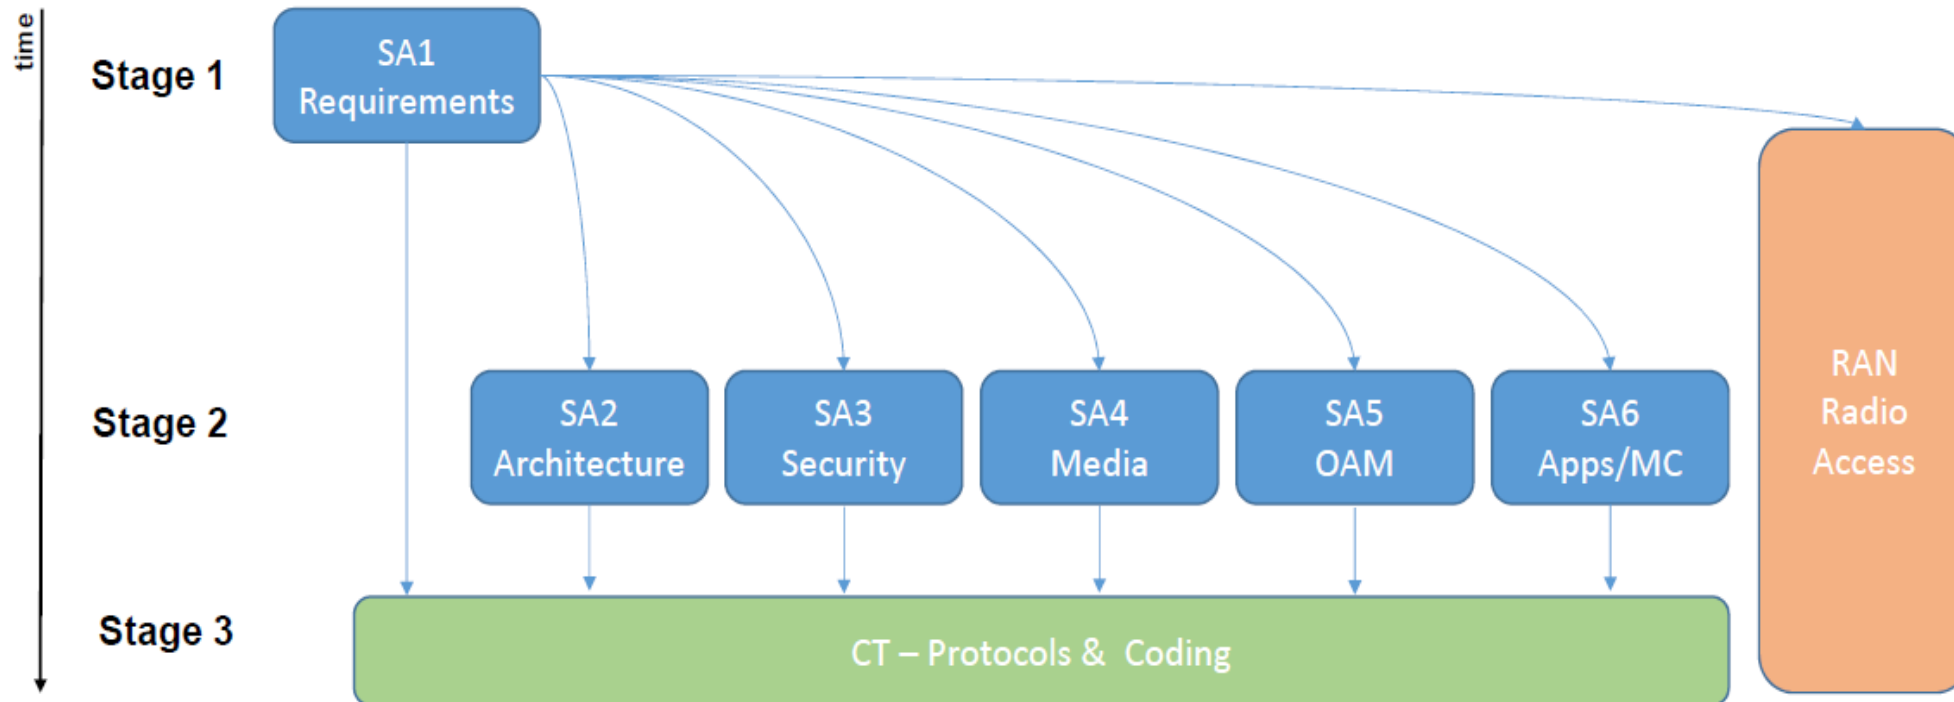 time
Stage 1
SA1
Requirements
Stage 2
SA2
Architecture
SA3
Security
SA4
Media
SA5
OAM
SA6
Apps/MC
RAN
Radio
Access
Stage 3
CT – Protocols & Coding